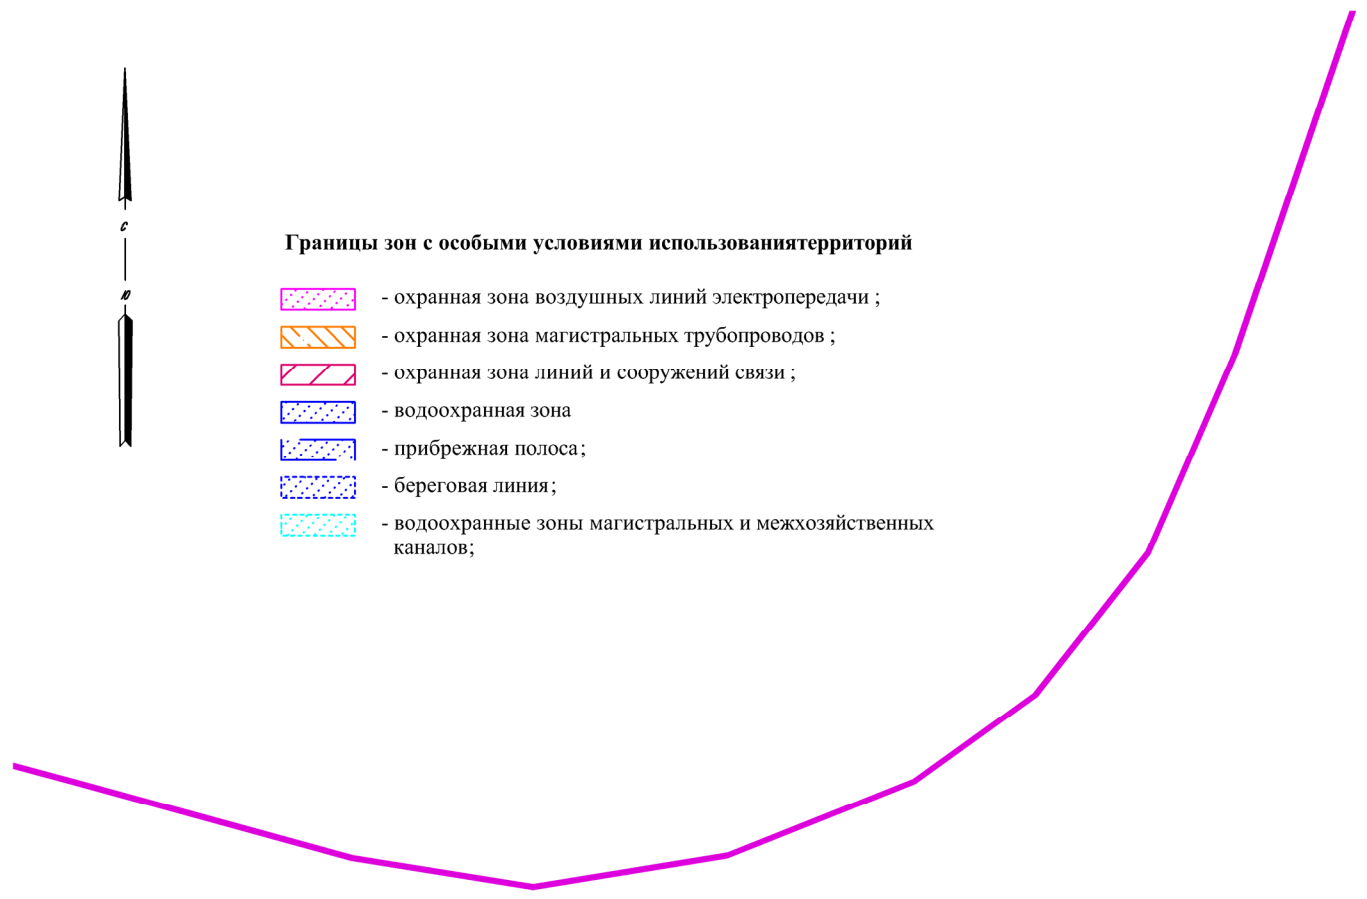 С
Ю
Границы зон с особыми условиями использованиятерриторий
- охранная зона воздушных линий электропередачи ;
- охранная зона магистральных трубопроводов ;
- охранная зона линий и сооружений связи ;
- водоохранная зона
- прибрежная полоса;
- береговая линия;
- водоохранные зоны магистральных и межхозяйственных
каналов;